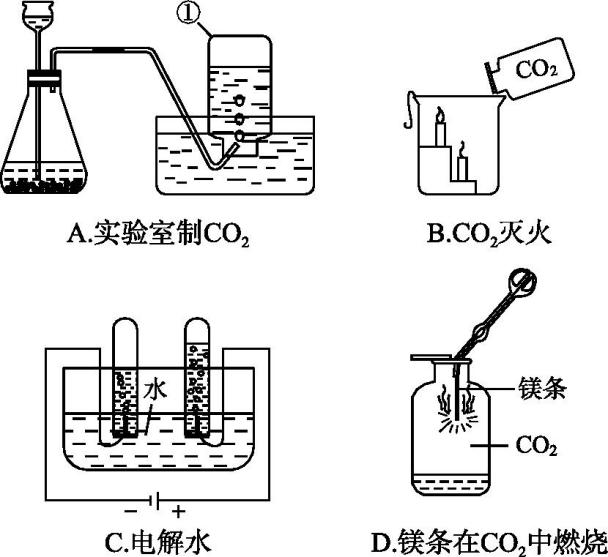 ①
CO₂
A.实验室制CO₂
B.CO₂灭火
水
− +
镁条
CO₂
C.电解水
D.镁条在CO₂中燃烧